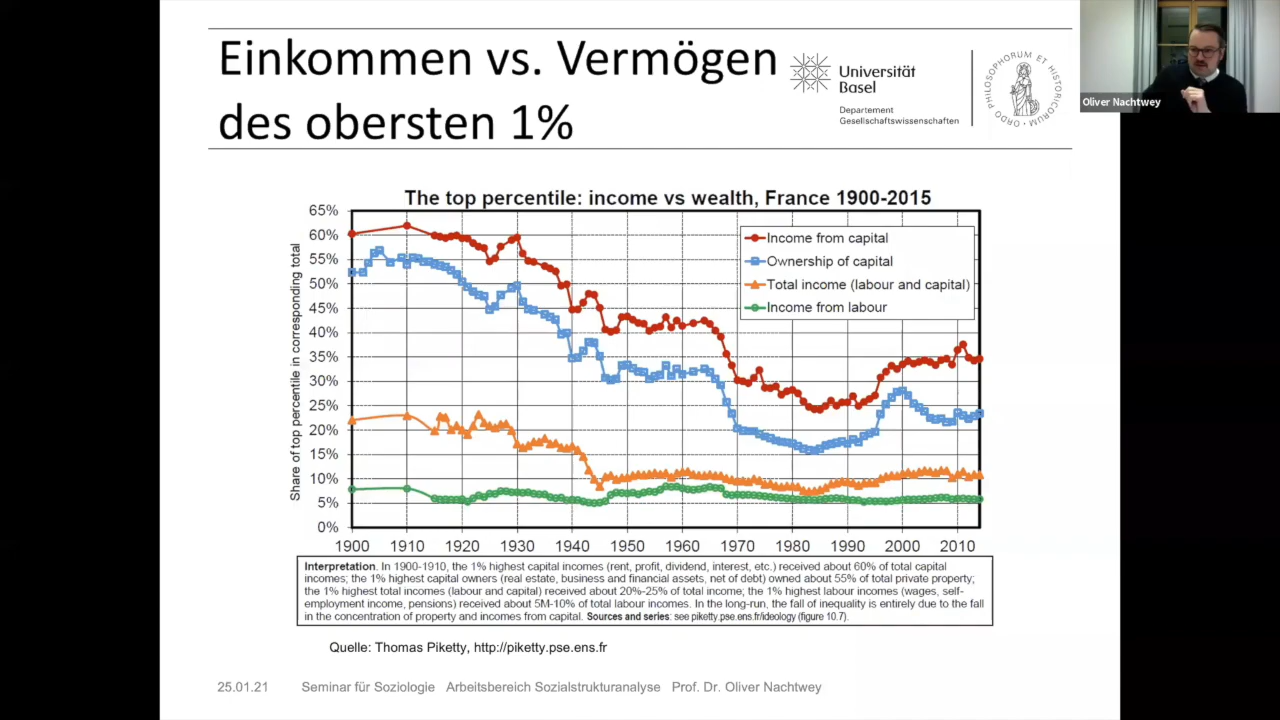 Einkommen vs. Vermögen
des obersten 1%
Universität
Basel
Departement
Gesellschaftswissenschaften
ORDO PHILOSOPHORUM ET HISTORICORUM
Oliver Nachtwey
The top percentile: income vs wealth, France 1900-2015
Share of top percentile in corresponding total
65%
60%
55%
50%
45%
40%
35%
30%
25%
20%
15%
10%
5%
0%
Income from capital
Ownership of capital
Total income (labour and capital)
Income from labour
1900 1910 1920 1930 1940 1950 1960 1970 1980 1990 2000 2010
Interpretation. In 1900-1910, the 1% highest capital incomes (rent, profit, dividend, interest, etc.) received about 60% of total capital
incomes; the 1% highest capital owners (real estate, business and financial assets, net of debt) owned about 55% of total private property;
the 1% highest total incomes (labour and capital) received about 20%-25% of total income; the 1% highest labour incomes (wages, self-
employment income, pensions) received about 5M-10% of total labour incomes. In the long-run, the fall of inequality is entirely due to the fall
in the concentration of property and incomes from capital. Sources and series: see piketty.pse.ens.fr/ideology (figure 10.7).
Quelle: Thomas Piketty, http://piketty.pse.ens.fr
25.01.21 Seminar für Soziologie Arbeitsbereich Sozialstrukturanalyse Prof. Dr. Oliver Nachtwey